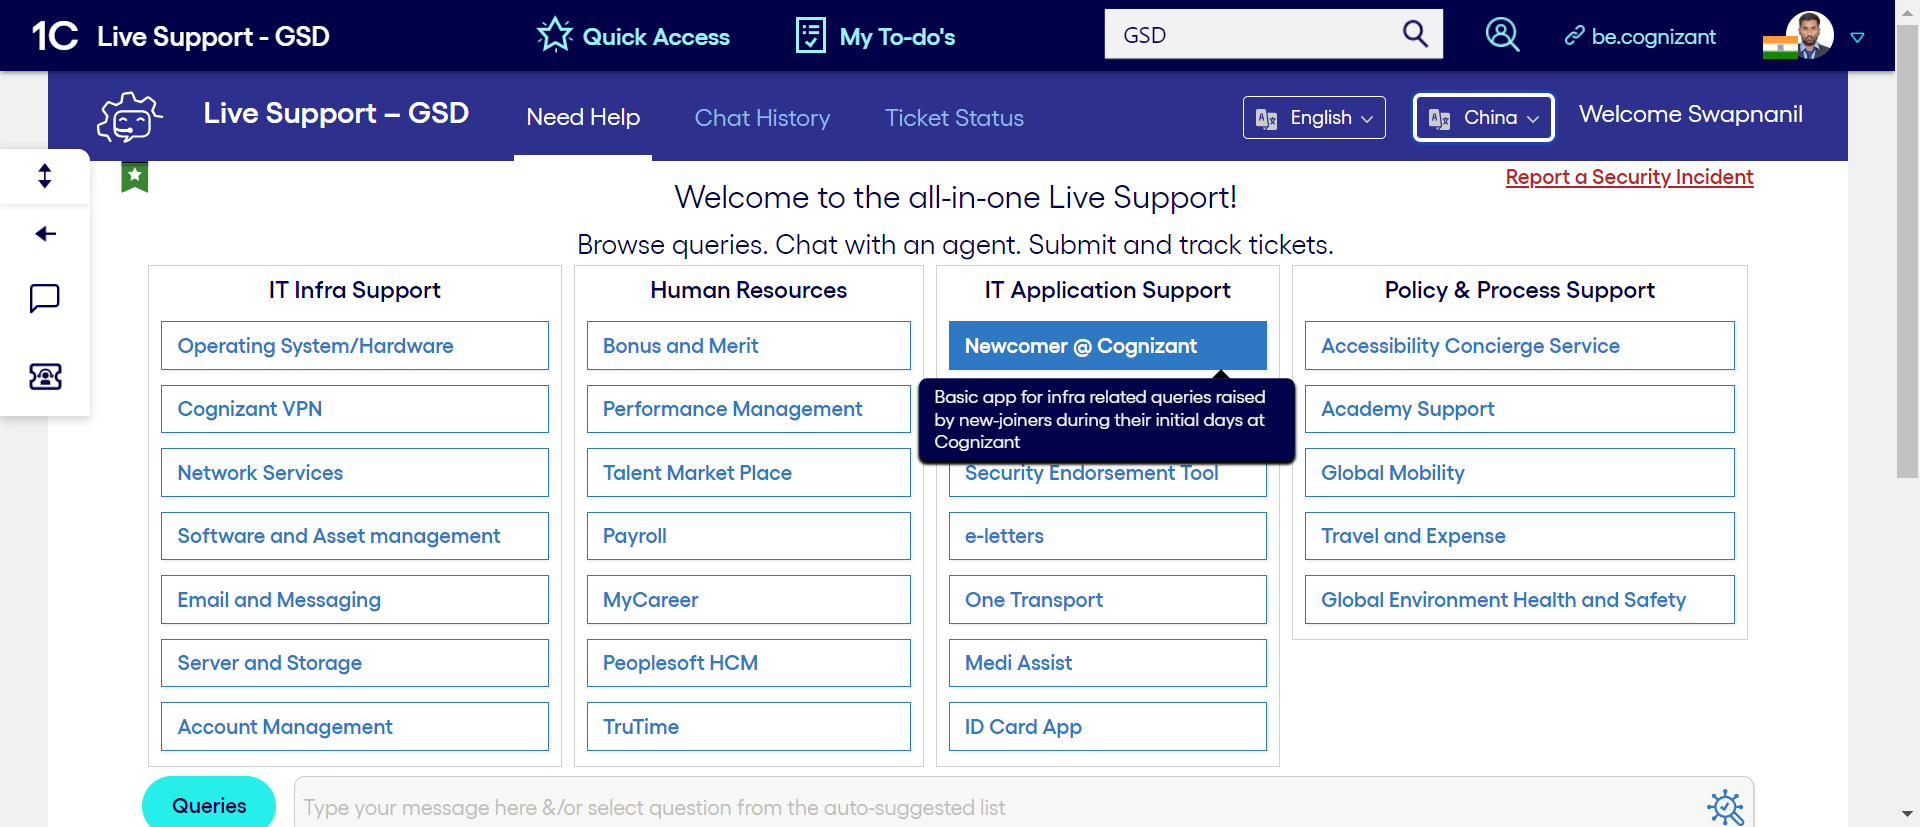 1C Live Support - GSD
Quick Access
My To-do's
GSD
be.cognizant
Live Support – GSD
Need Help
Chat History
Ticket Status
English
China
Welcome Swapnanil
Report a Security Incident
Welcome to the all-in-one Live Support!
Browse queries. Chat with an agent. Submit and track tickets.
IT Infra Support
Operating System/Hardware
Cognizant VPN
Network Services
Software and Asset management
Email and Messaging
Server and Storage
Account Management
Human Resources
Bonus and Merit
Performance Management
Talent Market Place
Payroll
MyCareer
Peoplesoft HCM
TruTime
IT Application Support
Newcomer @ Cognizant
Basic app for infra related queries raised
by new-joiners during their initial days at
Cognizant
Security Endorsement Tool
e-letters
One Transport
Medi Assist
ID Card App
Policy & Process Support
Accessibility Concierge Service
Academy Support
Global Mobility
Travel and Expense
Global Environment Health and Safety
Queries
Type your message here &/or select question from the auto-suggested list